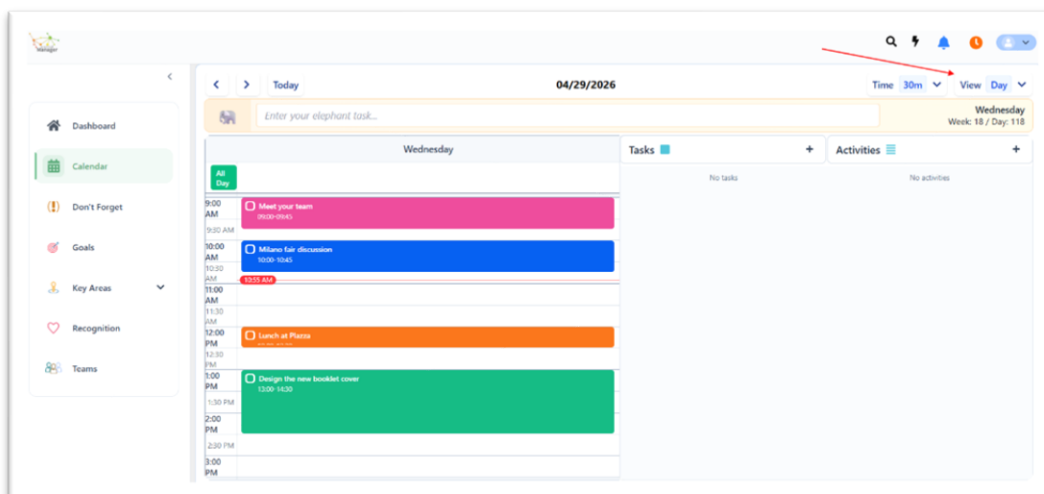 Manager
Today
04/29/2026
Time 30m
View Day
Enter your elephant task...
Wednesday
Week: 18 / Day: 118
Dashboard
Calendar
Don't Forget
Goals
Key Areas
Recognition
Teams
Wednesday
All
Day
9:00
AM
Meet your team
09:00-09:45
9:30 AM
10:00
AM
Milano fair discussion
10:00-10:45
10:30
AM
10:55 AM
11:00
AM
11:30
AM
12:00
PM
Lunch at Piazza
12:30
PM
1:00
PM
Design the new booklet cover
13:00-14:30
1:30 PM
2:00
PM
2:30 PM
3:00
PM
Tasks
+
No tasks
Activities
+
No activities